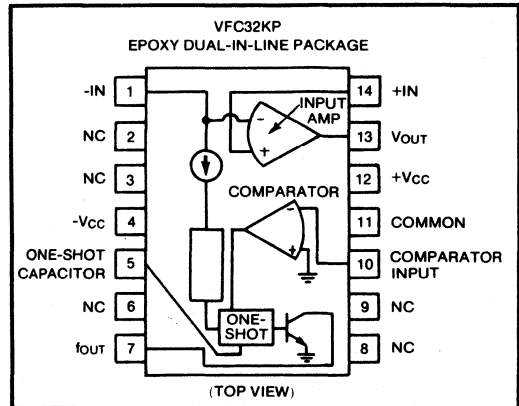 VFC32KP
EPOXY DUAL-IN-LINE PACKAGE
-IN 1
NC 2
NC 3
-VCC 4
ONE-SHOT
CAPACITOR 5
NC 6
fOUT 7
14 +IN
13 VOUT
12 +VCC
11 COMMON
10 COMPARATOR
INPUT
9 NC
8 NC
INPUT
AMP
-
+
COMPARATOR
-
+
ONE-
SHOT
(TOP VIEW)